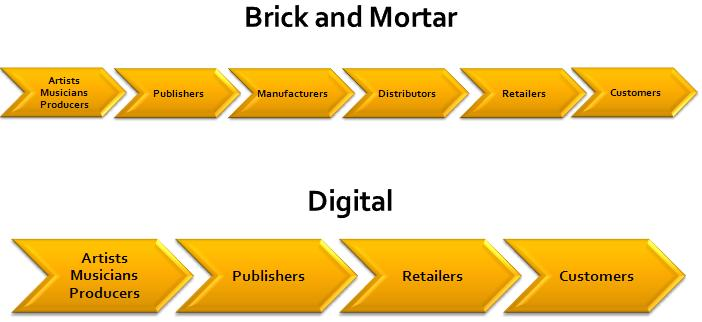 Brick and Mortar
Artists
Musicians
Producers
Publishers
Manufacturers
Distributors
Retailers
Customers
Digital
Artists
Musicians
Producers
Publishers
Retailers
Customers